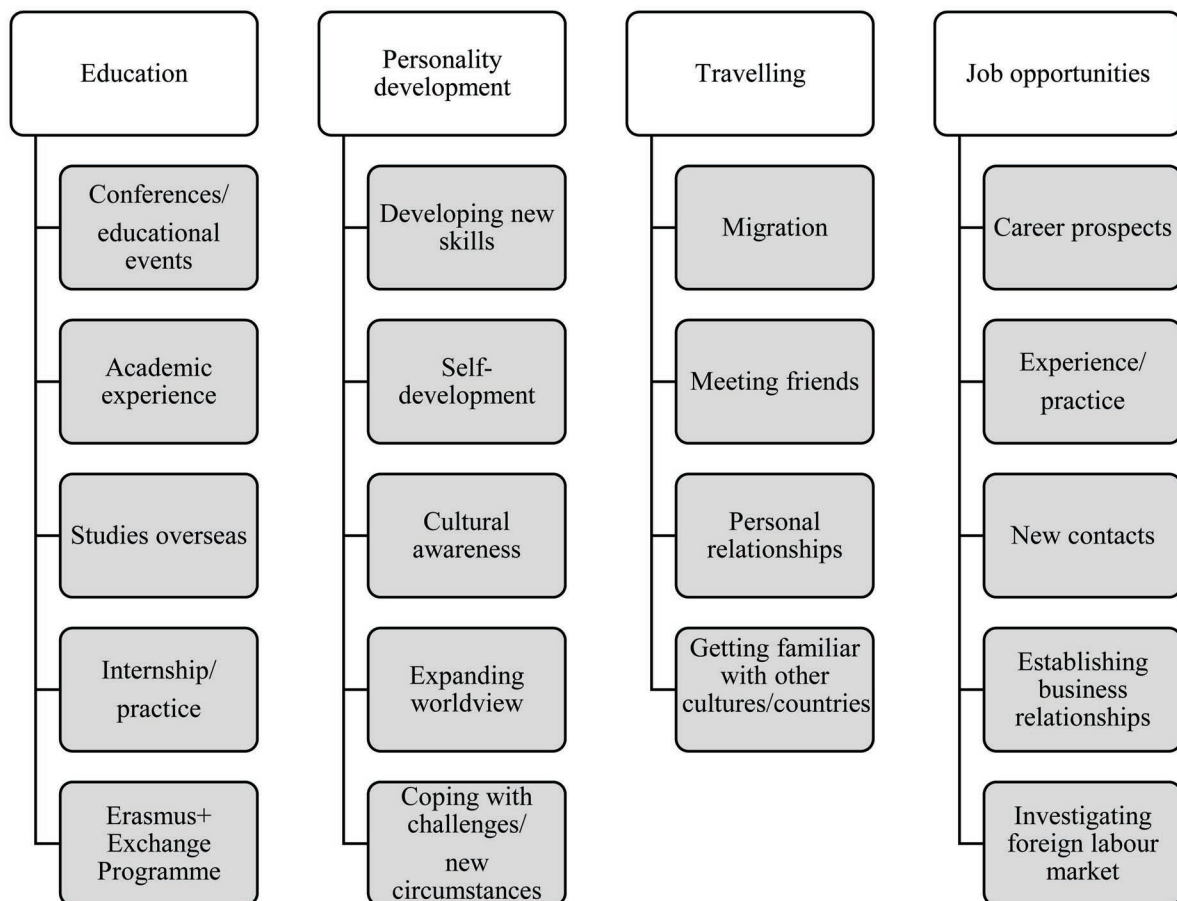 Education
Conferences/
educational
events
Academic
experience
Studies overseas
Internship/
practice
Erasmus+
Exchange
Programme
Personality
development
Developing new
skills
Self-
development
Cultural
awareness
Expanding
worldview
Coping with
challenges/
new
circumstances
Travelling
Migration
Meeting friends
Personal
relationships
Getting familiar
with other
cultures/countries
Job opportunities
Career prospects
Experience/
practice
New contacts
Establishing
business
relationships
Investigating
foreign labour
market